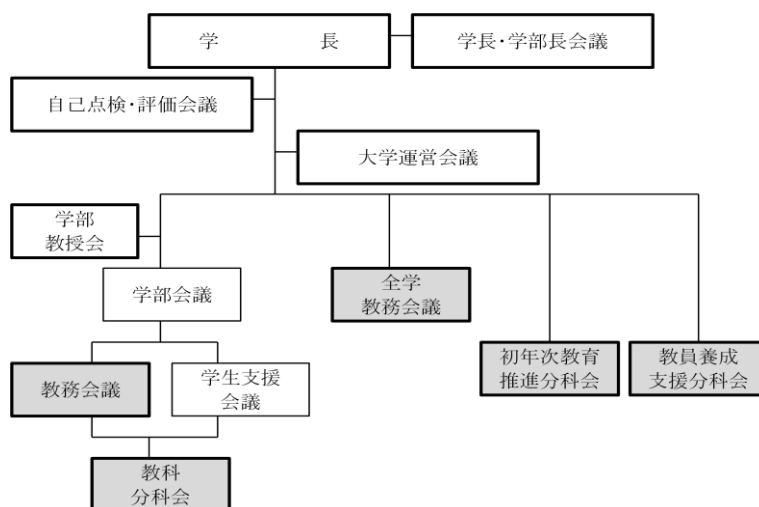 学　　　　　長
学長・学部長会議
自己点検・評価会議
大学運営会議
学部
教授会
学部会議
全学
教務会議
教務会議
学生支援
会議
初年次教育
推進分科会
教員養成
支援分科会
教科
分科会